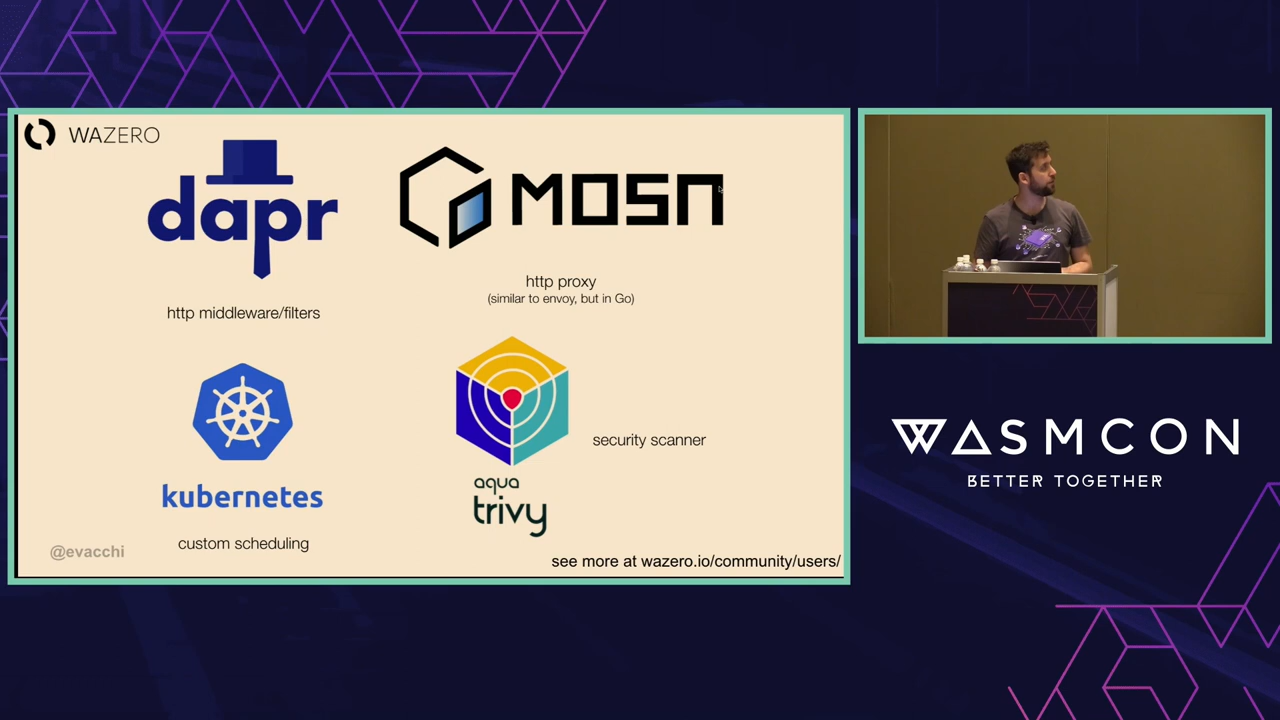 WAZERO
dapr
http middleware/filters
MOSN
http proxy
(similar to envoy, but in Go)
kubernetes
custom scheduling
aqua
trivy
security scanner
@evacchi
see more at wazero.io/community/users/
WASMCON
BETTER TOGETHER